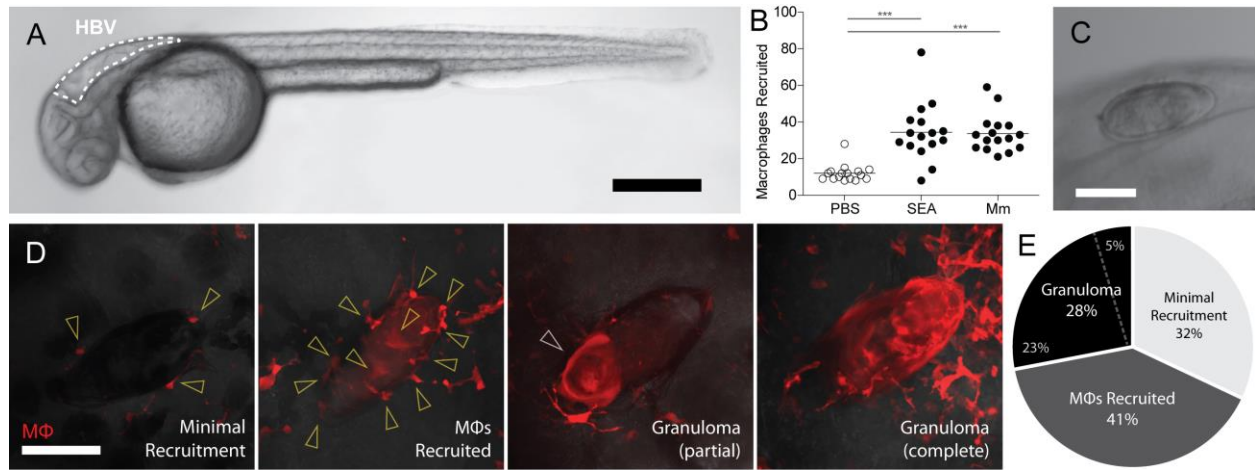 A
HBV
B
***
***
Macrophages Recruited
100
80
60
40
20
0
PBS
SEA
Mm
C
D
MΦ
Minimal
Recruitment
MΦs
Recruited
Granuloma
(partial)
Granuloma
(complete)
E
5%
Granuloma
28%
23%
Minimal
Recruitment
32%
MΦs Recruited
41%